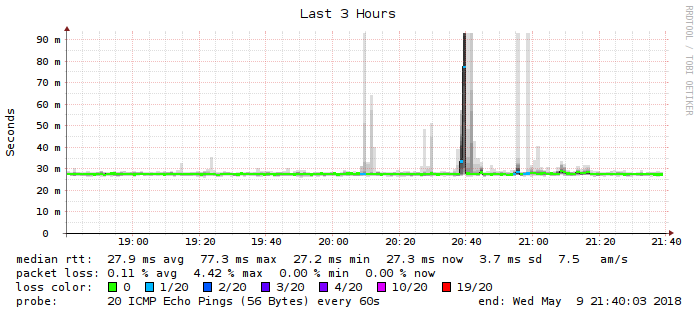 Last 3 Hours
RRDTOOL / TOBI OETIKER
Seconds
90 m
80 m
70 m
60 m
50 m
40 m
30 m
20 m
10 m
0
19:00 19:20 19:40 20:00 20:20 20:40 21:00 21:20 21:40
median rtt: 27.9 ms avg 77.3 ms max 27.2 ms min 27.3 ms now 3.7 ms sd 7.5 am/s
packet loss: 0.11 % avg 4.42 % max 0.00 % min 0.00 % now
loss color: 0 1/20 2/20 3/20 4/20 10/20 19/20
probe: 20 ICMP Echo Pings (56 Bytes) every 60s end: Wed May 9 21:40:03 2018